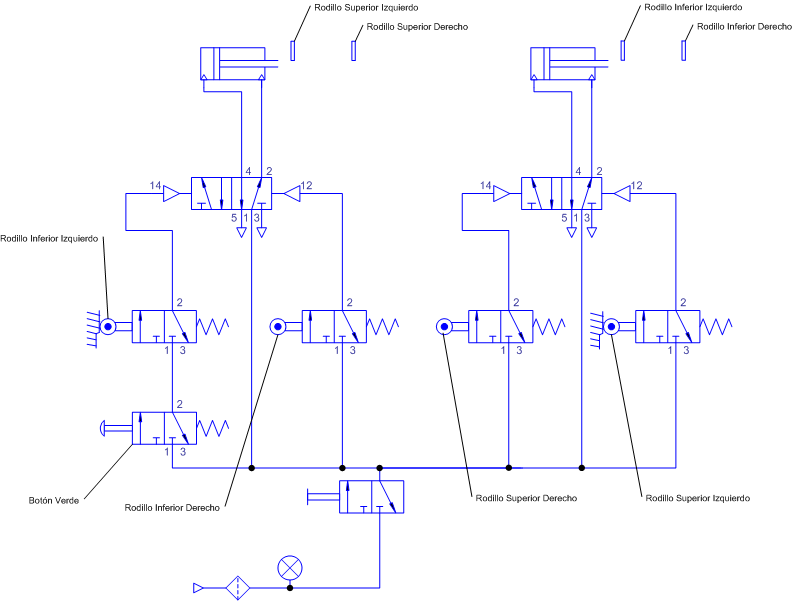 Rodillo Superior Izquierdo
Rodillo Superior Derecho
Rodillo Inferior Izquierdo
Rodillo Inferior Derecho
4 2
14 12
5 1 3
4 2
14 12
5 1 3
Rodillo Inferior Izquierdo
2
1 3
2
1 3
2
1 3
2
1 3
2
1 3
Botón Verde
Rodillo Inferior Derecho
Rodillo Superior Derecho
Rodillo Superior Izquierdo